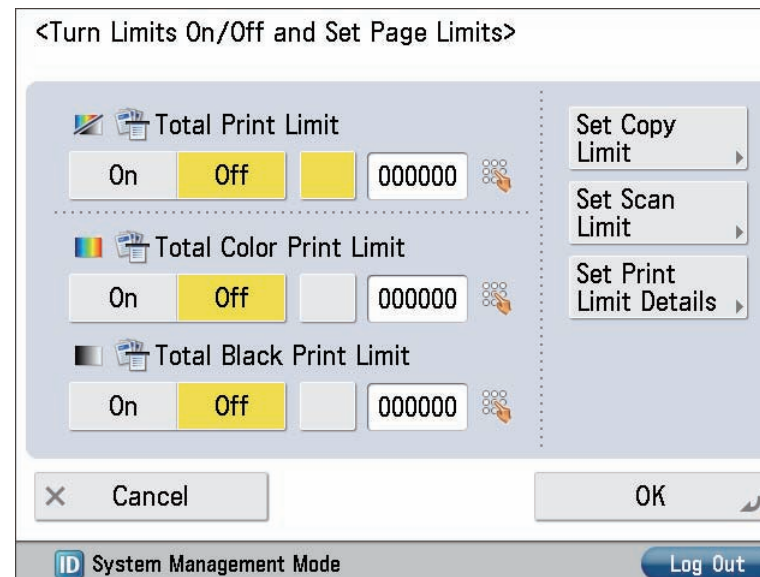 <Turn Limits On/Off and Set Page Limits>
Total Print Limit
On Off 000000
Total Color Print Limit
On Off 000000
Total Black Print Limit
On Off 000000
Set Copy
Limit
Set Scan
Limit
Set Print
Limit Details
Cancel
OK
ID System Management Mode
Log Out